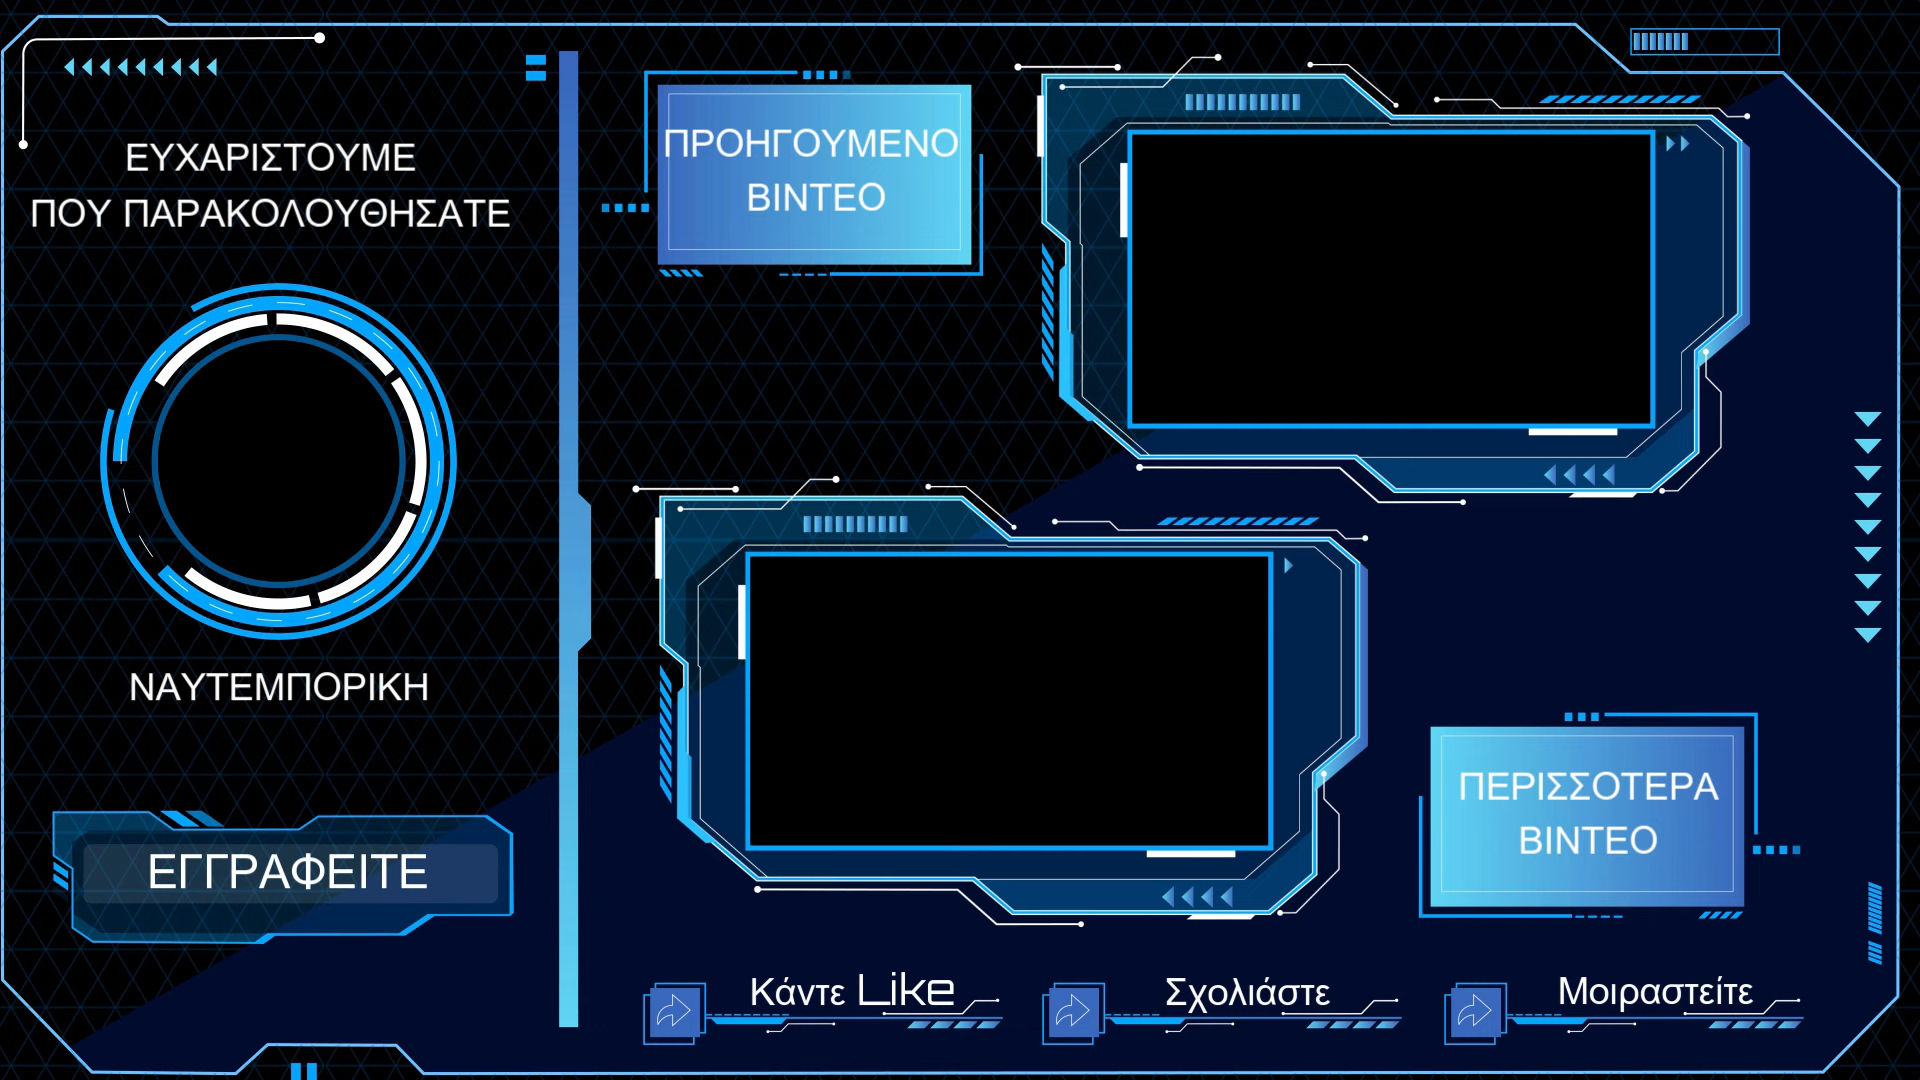 ΕΥΧΑΡΙΣΤΟΥΜΕ
ΠΟΥ ΠΑΡΑΚΟΛΟΥΘΗΣΑΤΕ
ΝΑΥΤΕΜΠΟΡΙΚΗ
ΕΓΓΡΑΦΕΙΤΕ
ΠΡΟΗΓΟΥΜΕΝΟ
ΒΙΝΤΕΟ
ΠΕΡΙΣΣΟΤΕΡΑ
ΒΙΝΤΕΟ
Κάντε Like
Σχολιάστε
Μοιραστείτε